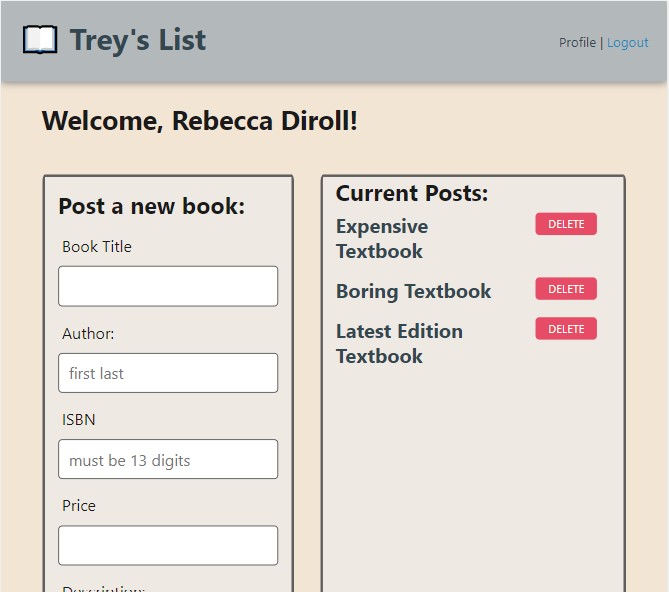 Trey's List
Profile | Logout
Welcome, Rebecca Diroll!
Post a new book:
Book Title
Author:
first last
ISBN
must be 13 digits
Price
Description:
Current Posts:
Expensive
Textbook
DELETE
Boring Textbook
DELETE
Latest Edition
Textbook
DELETE